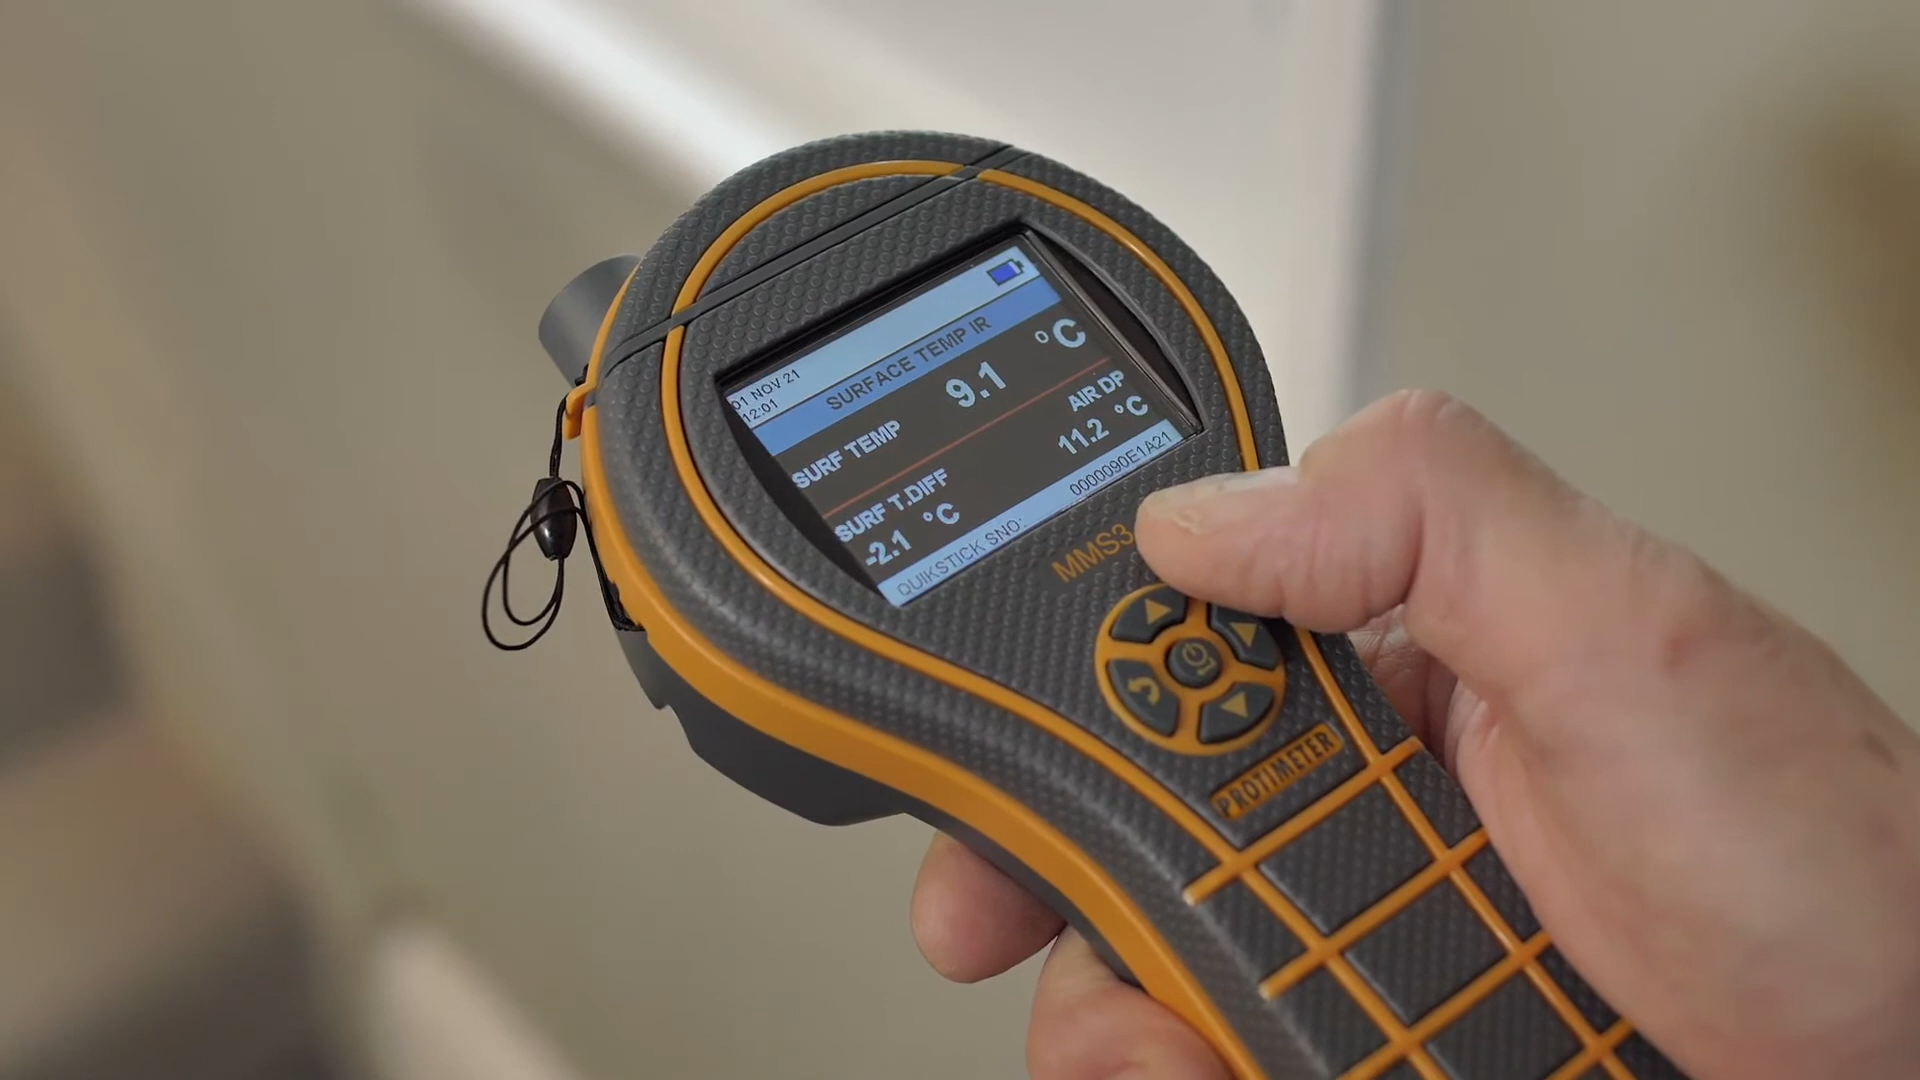 01 NOV 21
12:01
SURFACE TEMP IR
SURF TEMP 9.1 °C
SURF T.DIFF AIR DP
-2.1 °C 11.2 °C
QUIKSTICK SNO: 0000090E1A21
MMS3
PROTIMETER